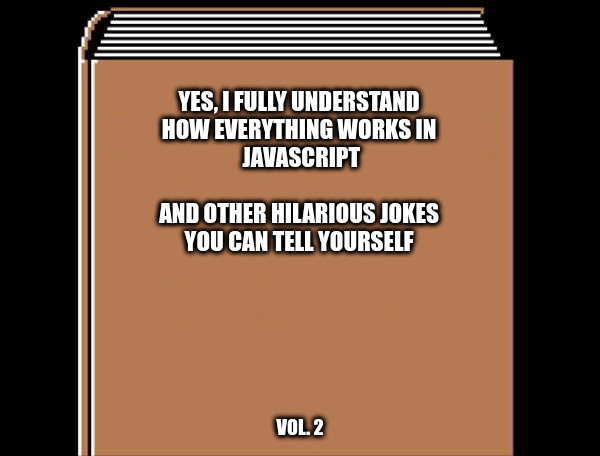 YES, I FULLY UNDERSTAND
HOW EVERYTHING WORKS IN
JAVASCRIPT
AND OTHER HILARIOUS JOKES
YOU CAN TELL YOURSELF
VOL. 2